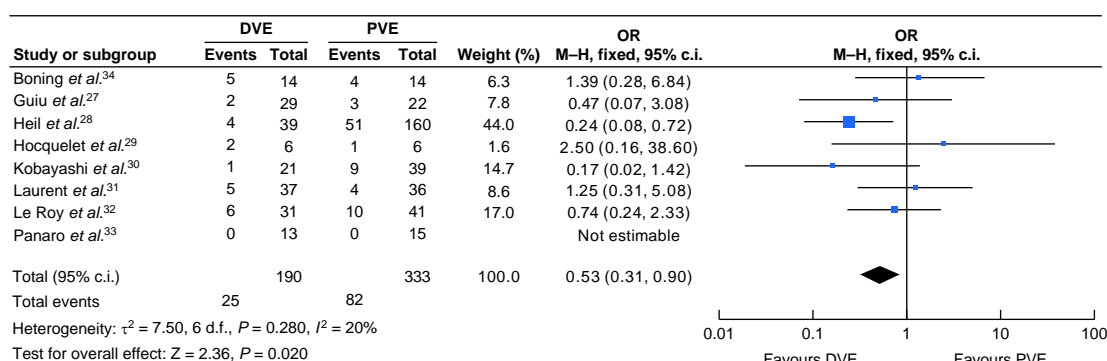 DVE PVE OR OR
Study or subgroup Events Total Events Total Weight (%) M–H, fixed, 95% c.i. M–H, fixed, 95% c.i.
Boning et al.34 5 14 4 14 6.3 1.39 (0.28, 6.84)
Guiu et al.27 2 29 3 22 7.8 0.47 (0.07, 3.08)
Heil et al.28 4 39 51 160 44.0 0.24 (0.08, 0.72)
Hocquelet et al.29 2 6 1 6 1.6 2.50 (0.16, 38.60)
Kobayashi et al.30 1 21 9 39 14.7 0.17 (0.02, 1.42)
Laurent et al.31 5 37 4 36 8.6 1.25 (0.31, 5.08)
Le Roy et al.32 6 31 10 41 17.0 0.74 (0.24, 2.33)
Panaro et al.33 0 13 0 15 Not estimable
Total (95% c.i.) 190 333 100.0 0.53 (0.31, 0.90)
Total events 25 82
Heterogeneity: τ2 = 7.50, 6 d.f., P = 0.280, I2 = 20%
0.01 0.1 1 10 100
Test for overall effect: Z = 2.36, P = 0.020
Favours DVE Favours PVE